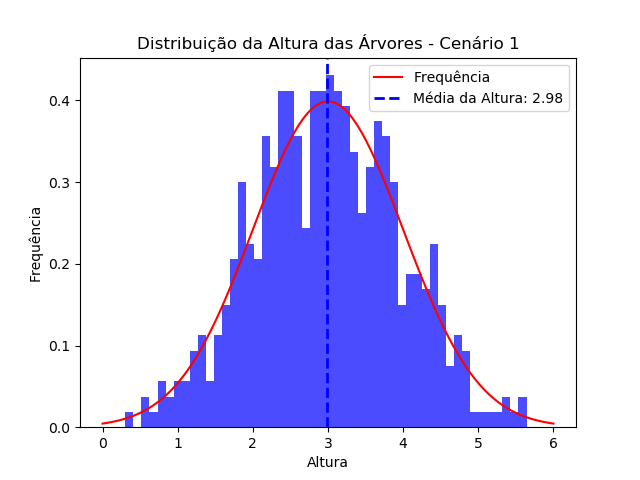 Distribuição da Altura das Árvores - Cenário 1
Frequência
Média da Altura: 2.98
Frequência
0.4
0.3
0.2
0.1
0.0
0 1 2 3 4 5 6
Altura